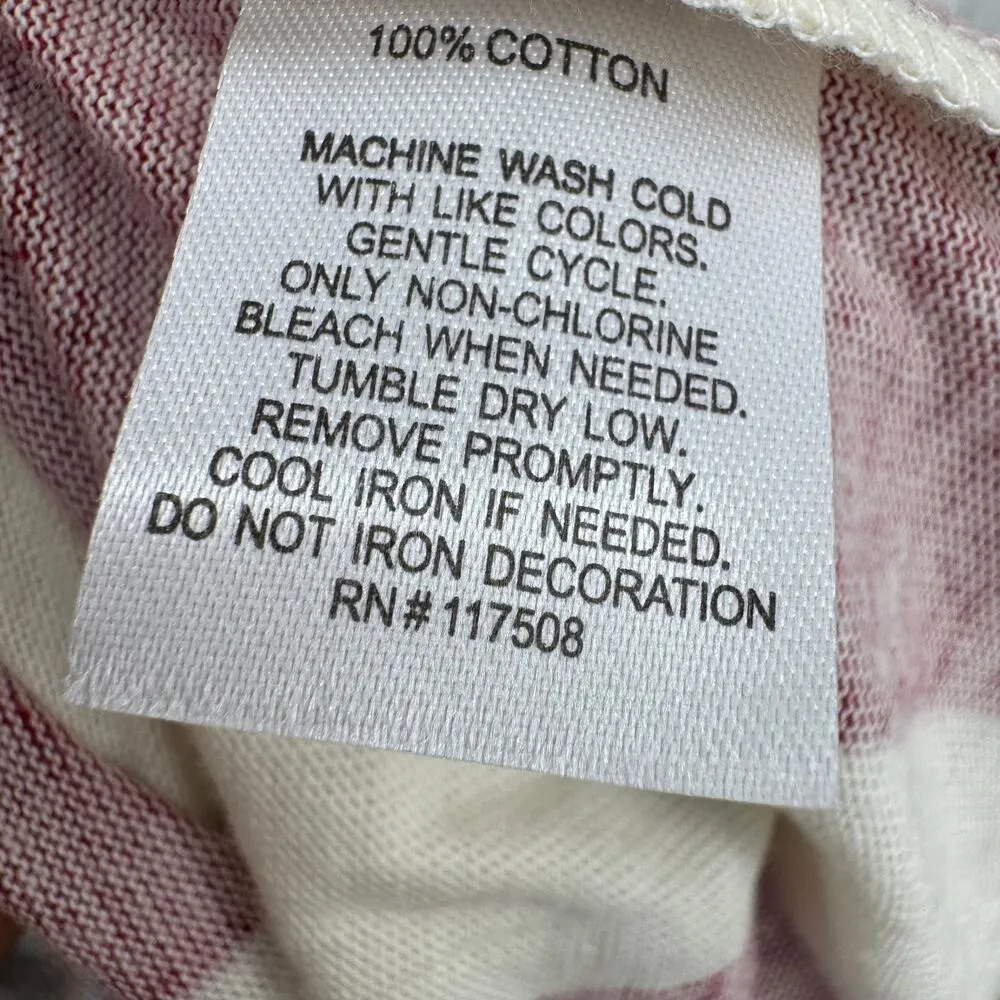 100% COTTON
MACHINE WASH COLD
WITH LIKE COLORS.
GENTLE CYCLE.
ONLY NON-CHLORINE
BLEACH WHEN NEEDED.
TUMBLE DRY LOW.
REMOVE PROMPTLY.
COOL IRON IF NEEDED.
DO NOT IRON DECORATION
RN# 117508